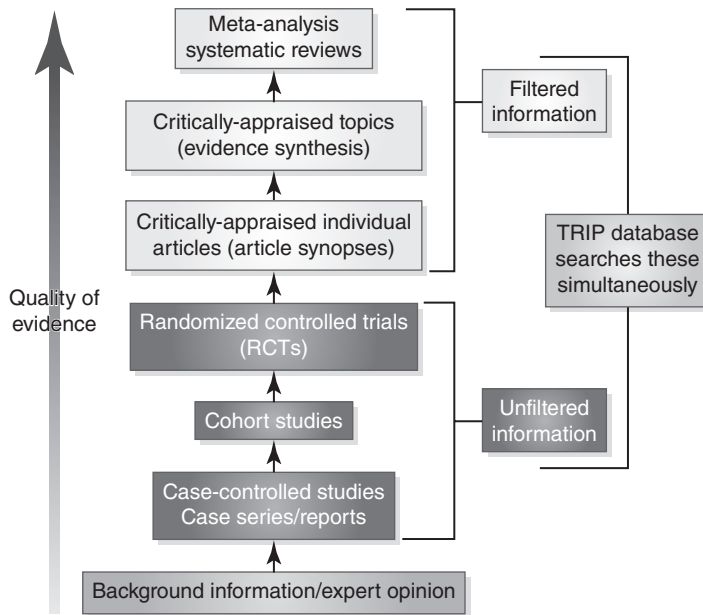 Meta-analysis
systematic reviews
Filtered
information
Critically-appraised topics
(evidence synthesis)
Critically-appraised individual
articles (article synopses)
TRIP database
searches these
simultaneously
Quality of
evidence
Randomized controlled trials
(RCTs)
Cohort studies
Unfiltered
information
Case-controlled studies
Case series/reports
Background information/expert opinion